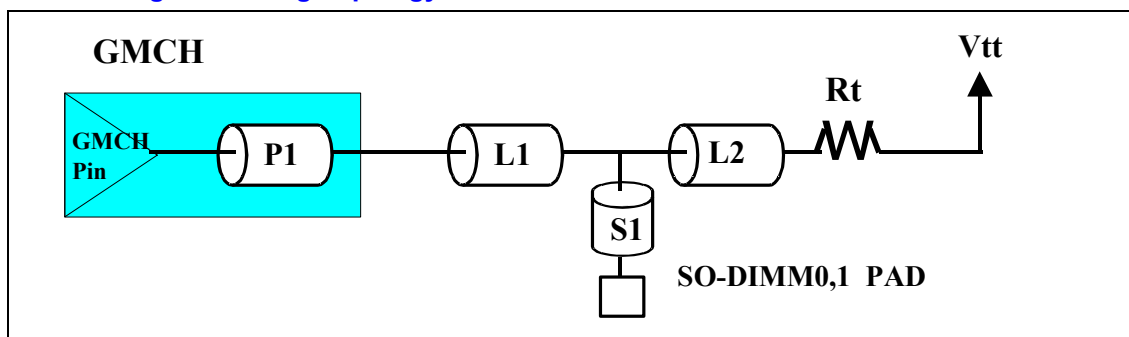 GMCH
Vtt
Rt
GMCH
Pin
P1
L1
L2
S1
SO-DIMM0,1 PAD